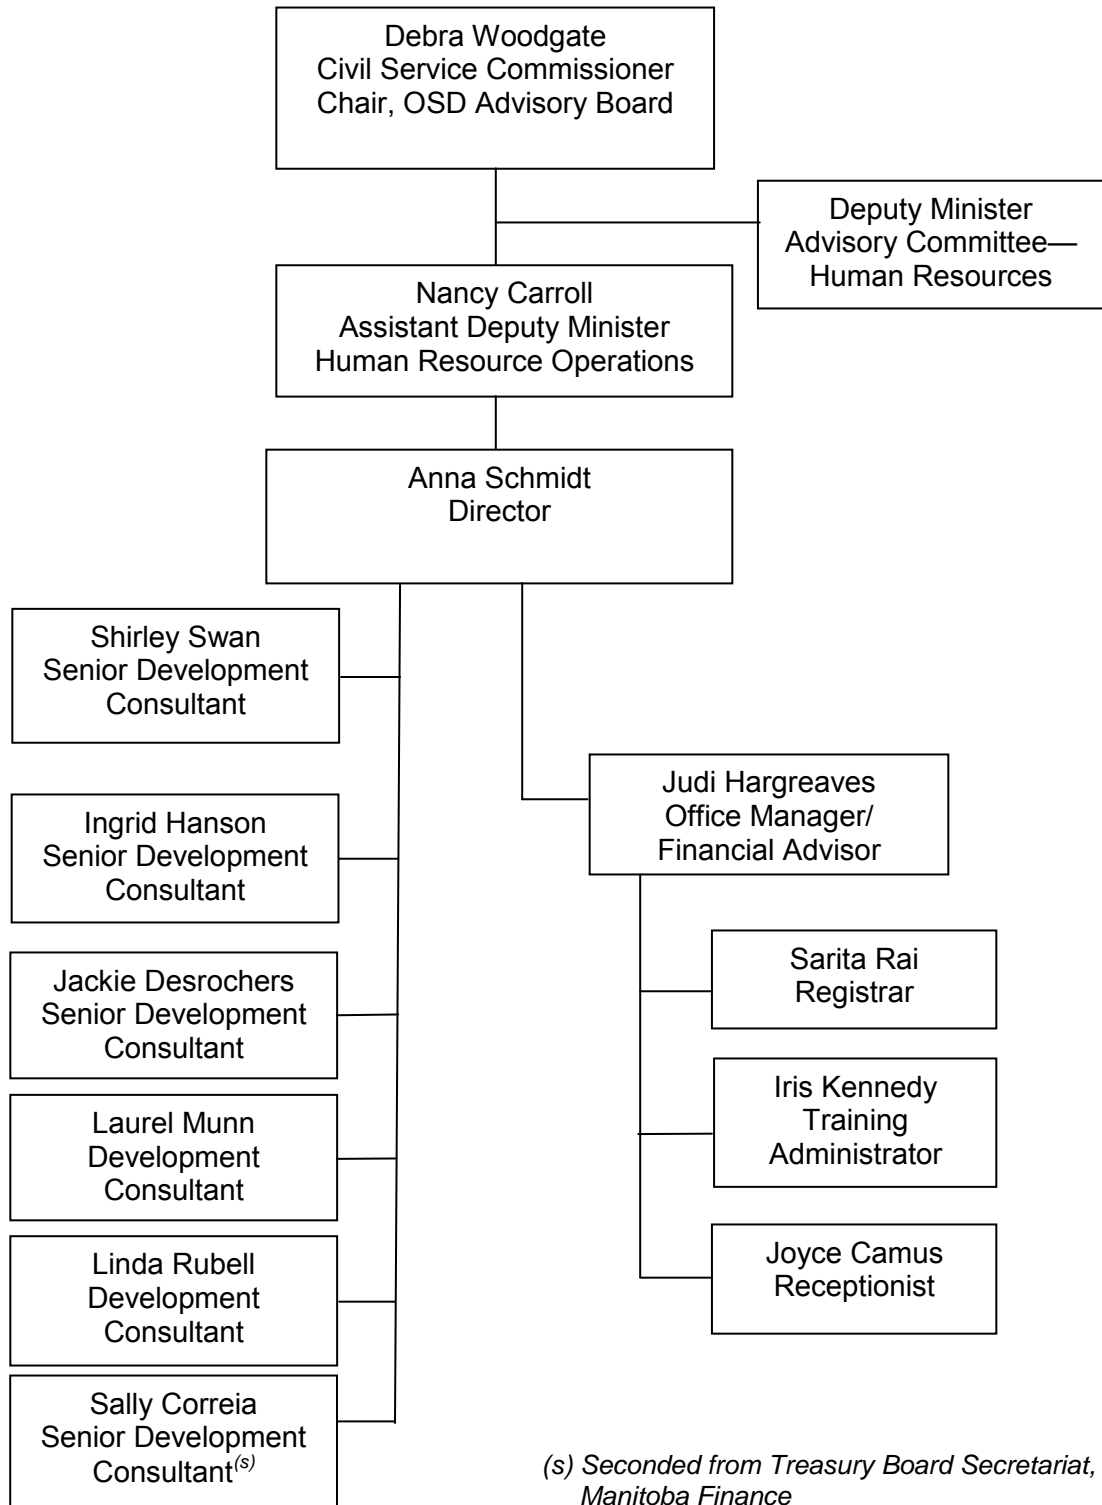 Debra Woodgate
Civil Service Commissioner
Chair, OSD Advisory Board
Deputy Minister
Advisory Committee—
Human Resources
Nancy Carroll
Assistant Deputy Minister
Human Resource Operations
Anna Schmidt
Director
Shirley Swan
Senior Development
Consultant
Ingrid Hanson
Senior Development
Consultant
Jackie Desrochers
Senior Development
Consultant
Laurel Munn
Development
Consultant
Linda Rubell
Development
Consultant
Sally Correia
Senior Development
Consultant(s)
Judi Hargreaves
Office Manager/
Financial Advisor
Sarita Rai
Registrar
Iris Kennedy
Training
Administrator
Joyce Camus
Receptionist
(s) Seconded from Treasury Board Secretariat,
Manitoba Finance